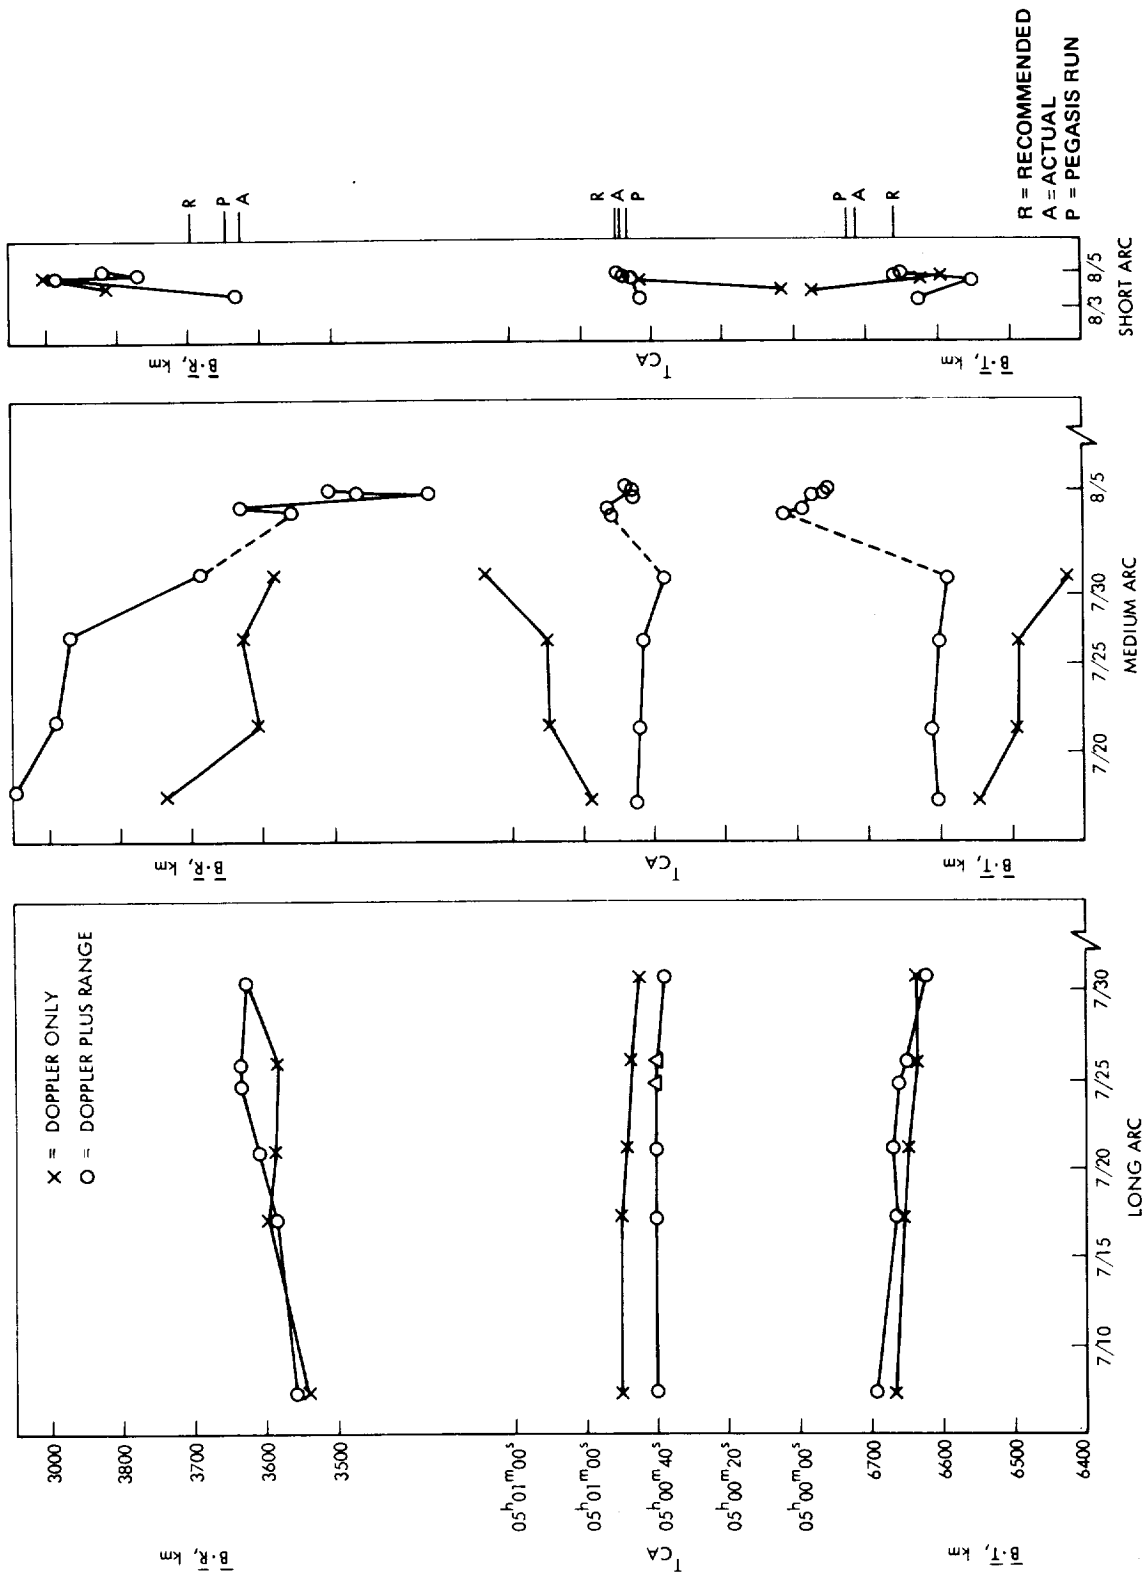 X = DOPPLER ONLY
O = DOPPLER PLUS RANGE
B̅·R̅, km
3000
3800
3700
3600
3500
T_CA
05ʰ01ᵐ00ˢ
05ʰ01ᵐ00ˢ
05ʰ00ᵐ40ˢ
05ʰ00ᵐ20ˢ
05ʰ00ᵐ00ˢ
B̅·T̅, km
6700
6600
6500
6400
7/10
7/15
7/20
7/25
7/30
LONG ARC
B̅·R̅, km
T_CA
B̅·T̅, km
7/20
7/25
7/30
8/5
MEDIUM ARC
B̅·R̅, km
T_CA
B̅·T̅, km
8/3
8/5
SHORT ARC
R
P
A
R
A
P
P
A
R
R = RECOMMENDED
A = ACTUAL
P = PEGASIS RUN